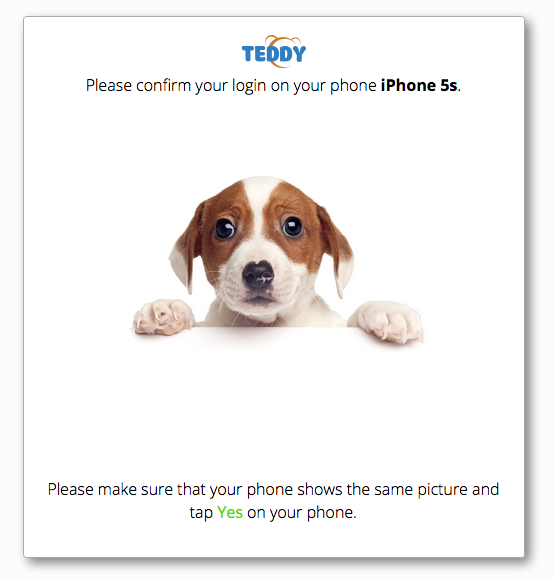 TEDDY
Please confirm your login on your phone iPhone 5s.
Please make sure that your phone shows the same picture and
tap Yes on your phone.